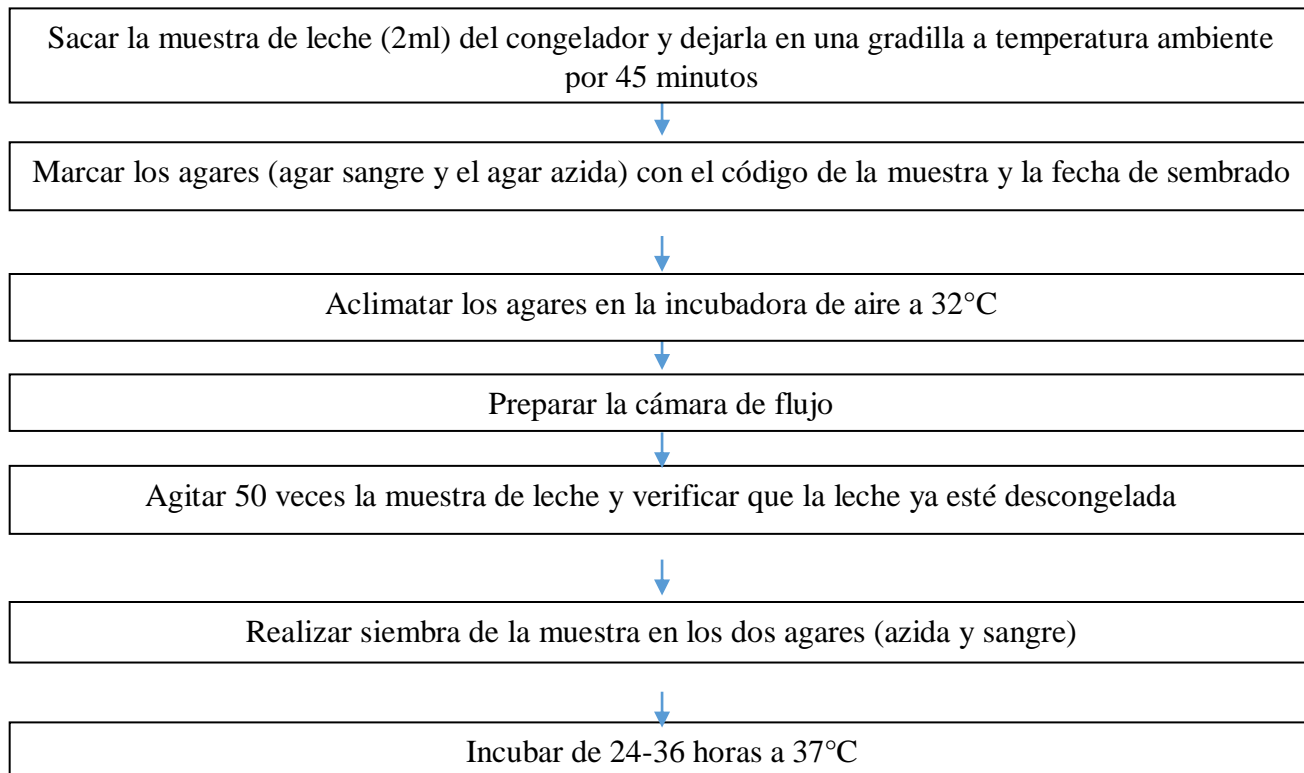 Sacar la muestra de leche (2ml) del congelador y dejarla en una gradilla a temperatura ambiente
por 45 minutos
Marcar los agares (agar sangre y el agar azida) con el código de la muestra y la fecha de sembrado
Aclimatar los agares en la incubadora de aire a 32°C
Preparar la cámara de flujo
Agitar 50 veces la muestra de leche y verificar que la leche ya esté descongelada
Realizar siembra de la muestra en los dos agares (azida y sangre)
Incubar de 24-36 horas a 37°C